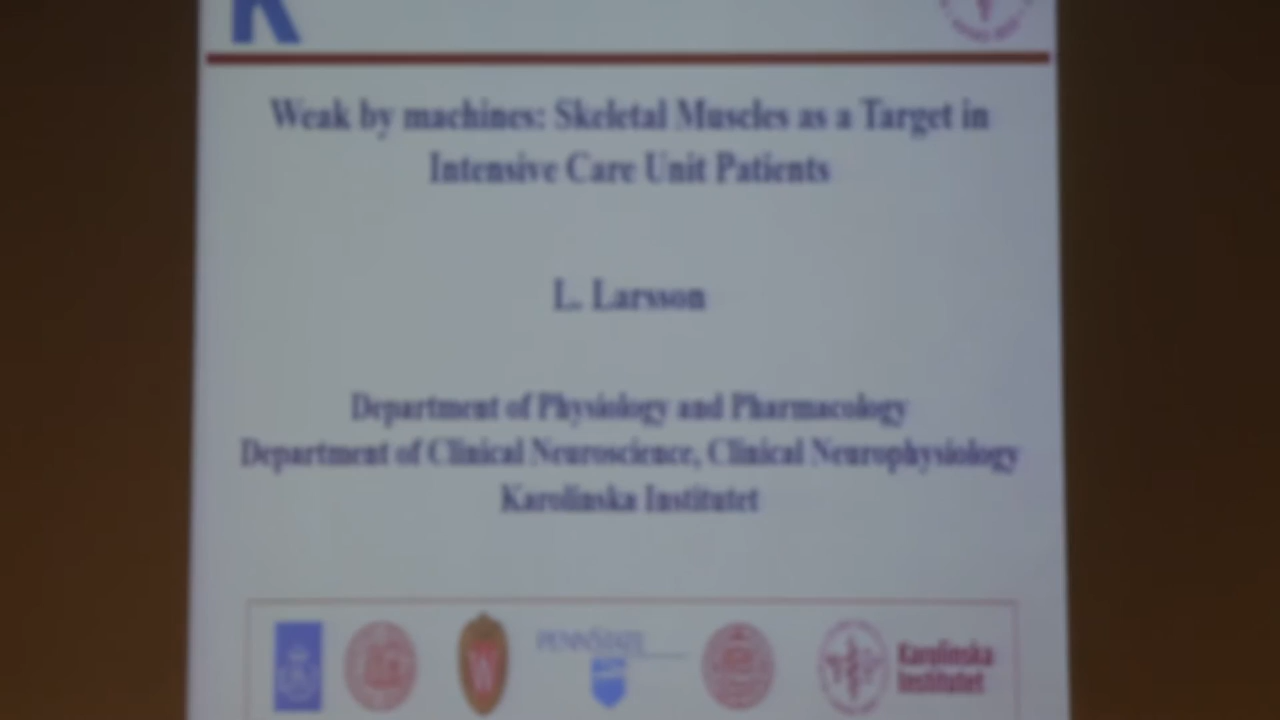 K
Weak by machines: Skeletal Muscles as a Target in
Intensive Care Unit Patients
L. Larsson
Department of Physiology and Pharmacology
Department of Clinical Neuroscience, Clinical Neurophysiology
Karolinska Institutet
W
PENNSTATE
Karolinska
Institutet